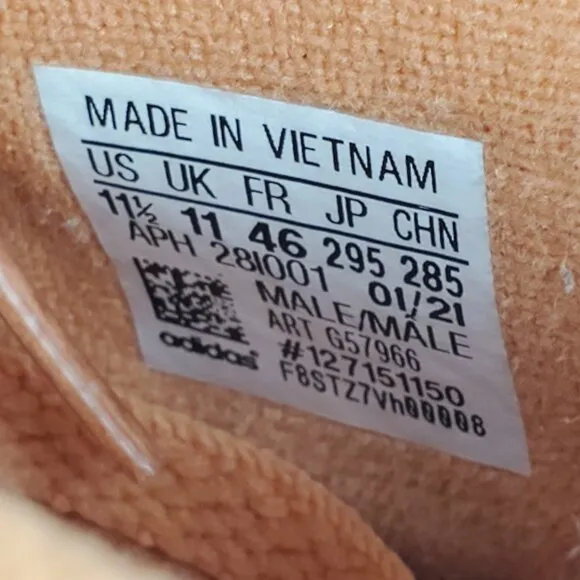 MADE IN VIETNAM
US UK FR JP CHN
11½ 11 46 295 285
APH 281001 01/21
MALE/MÂLE
ART G57966
#127151150
F8STZ7Vh00008
adidas